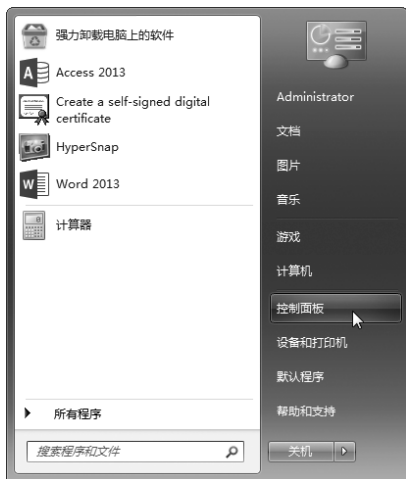 强力卸载电脑上的软件
Access 2013
Create a self-signed digital
certificate
HyperSnap
Word 2013
计算器
所有程序
搜索程序和文件
Administrator
文档
图片
音乐
游戏
计算机
控制面板
设备和打印机
默认程序
帮助和支持
关机